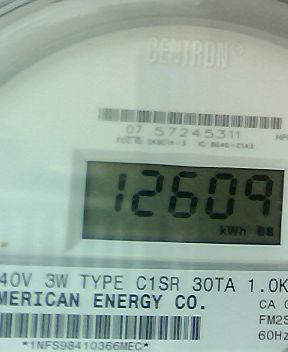 CENTRON®
07 57245311
12609
kWh
40V 3W TYPE C1SR 30TA 1.0K
MERICAN ENERGY CO.
CA
FM2S
60Hz
*1NFS98410366MEC*